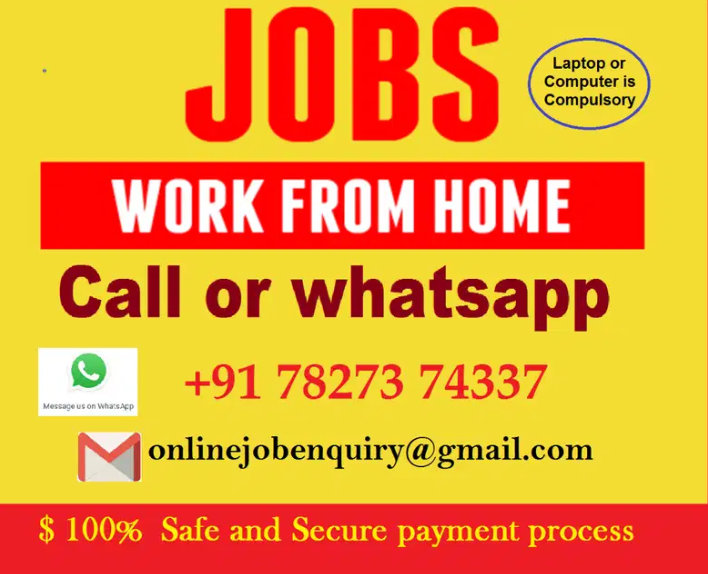 JOBS
Laptop or
Computer is
Compulsory
WORK FROM HOME
Call or whatsapp
Message us on WhatsApp
+91 78273 74337
onlinejobenquiry@gmail.com
$ 100% Safe and Secure payment process